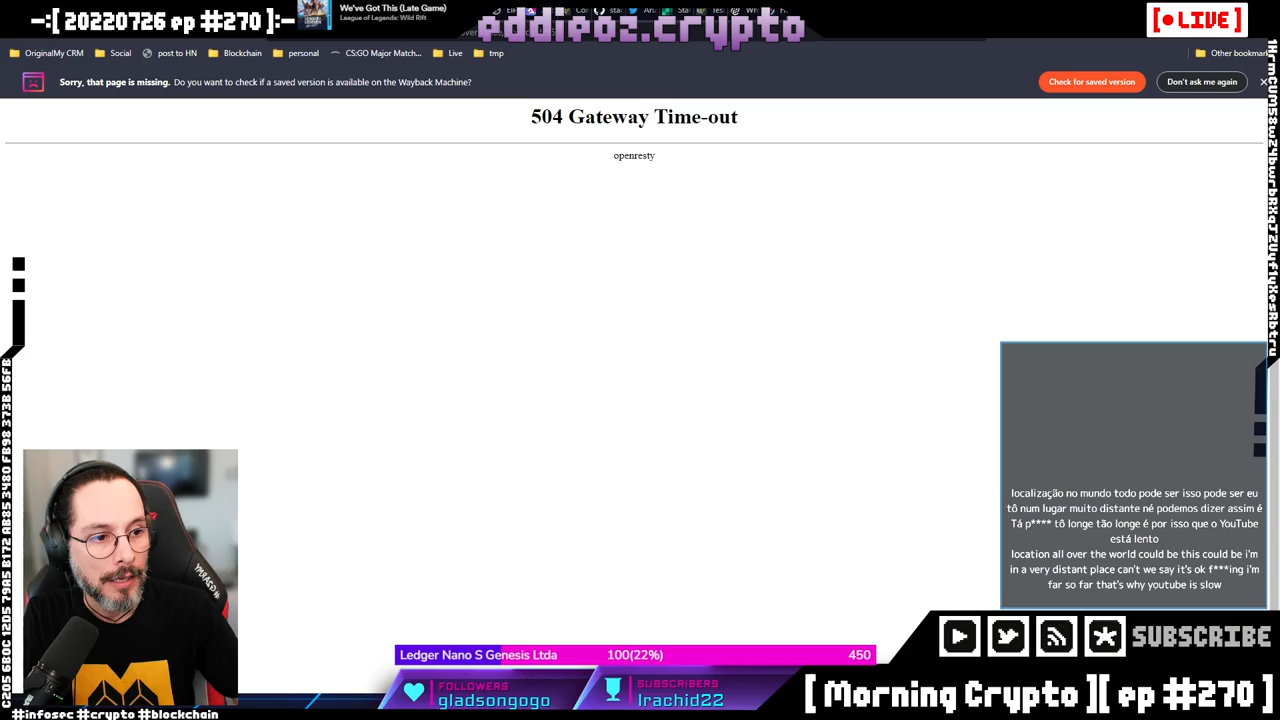 -:[ 20220726 ep #270 ]:-
We've Got This (Late Game)
League of Legends: Wild Rift
eddieoz.crypto
[ • LIVE ]
OriginalMy CRM
Social
post to HN
Blockchain
personal
CS:GO Major Match...
Live
tmp
Other bookmar
Sorry, that page is missing. Do you want to check if a saved version is available on the Wayback Machine?
Check for saved version
Don't ask me again
504 Gateway Time-out
openresty
localização no mundo todo pode ser isso pode ser eu
tô num lugar muito distante né podemos dizer assim é
Tá p**** tô longe tão longe é por isso que o YouTube
está lento
location all over the world could be this could be i'm
in a very distant place can't we say it's ok f***ing i'm
far so far that's why youtube is slow
SUBSCRIBE
Ledger Nano S Genesis Ltda
100(22%)
450
FOLLOWERS
gladsongogo
SUBSCRIBERS
lrachid22
[ Morning Crypto ][ ep #270 ]
#infosec #crypto #blockchain